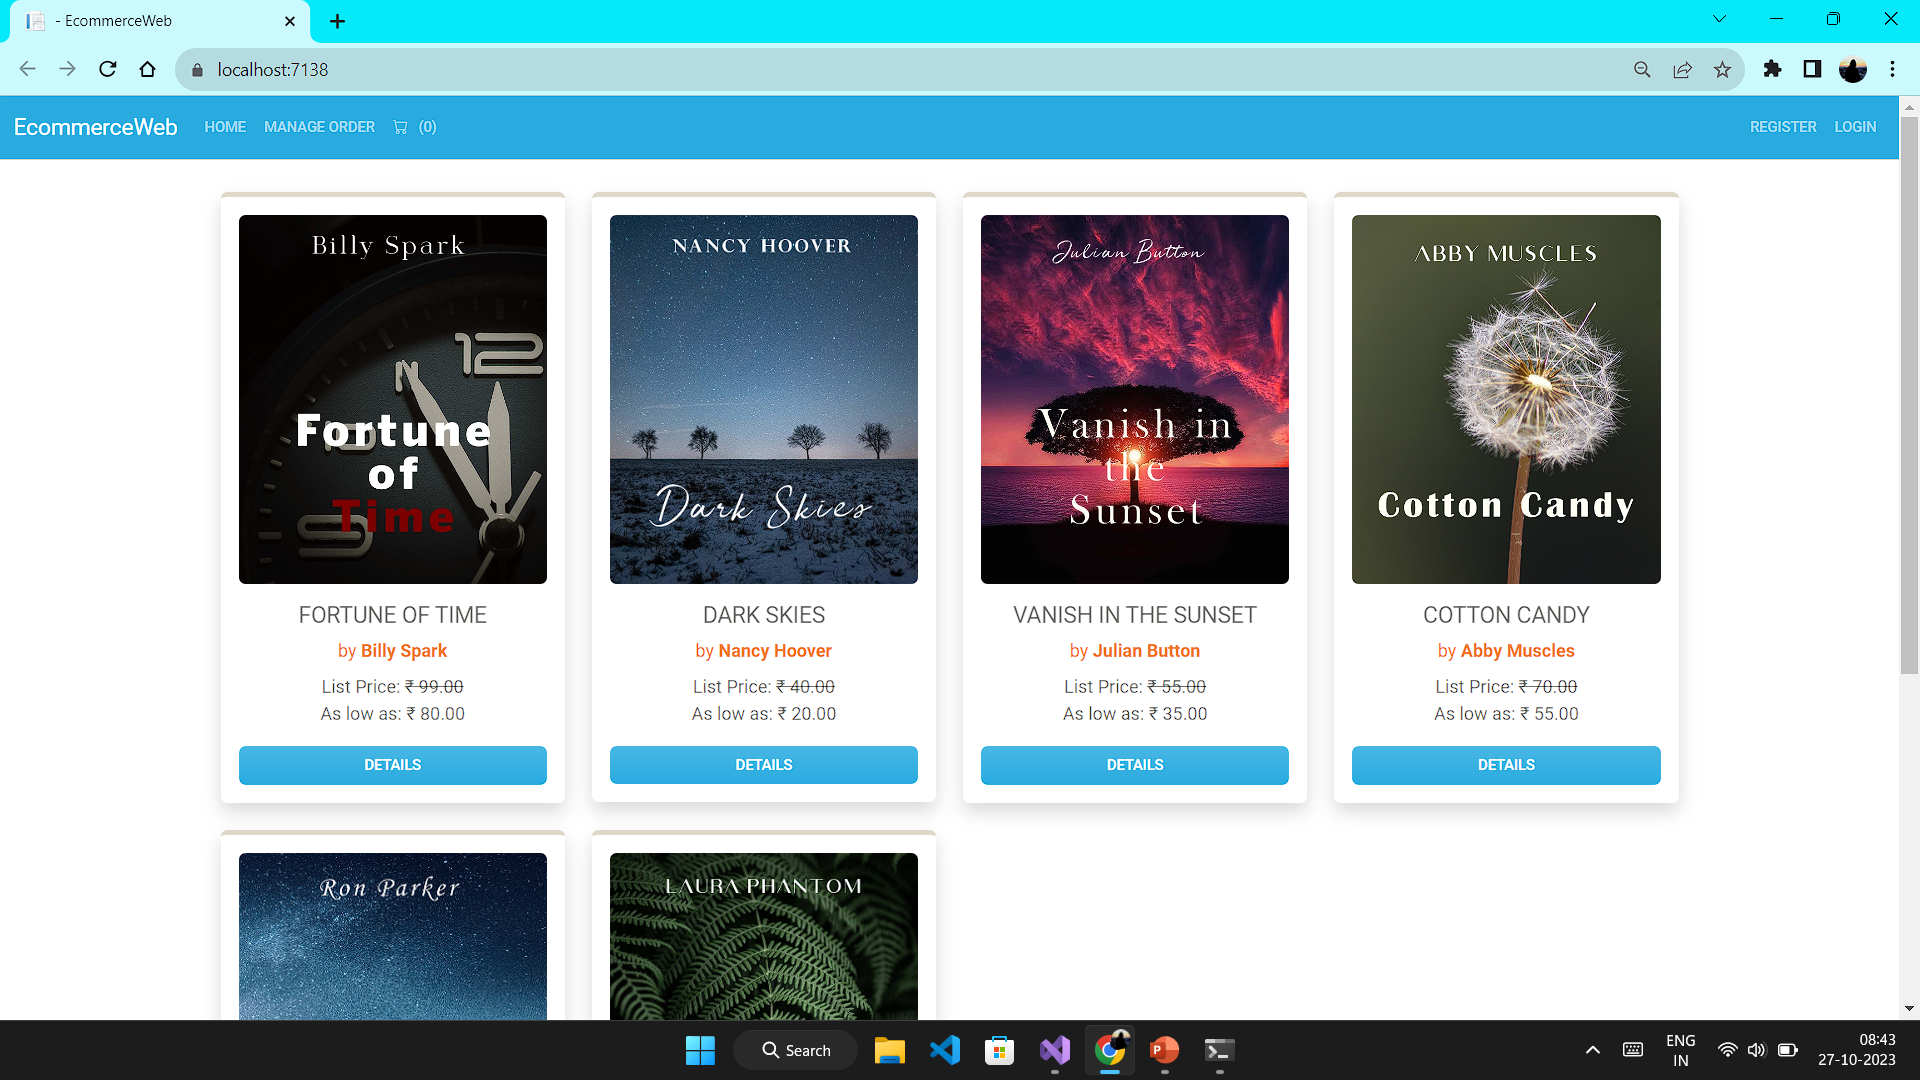 - EcommerceWeb
localhost:7138
EcommerceWeb HOME MANAGE ORDER (0) REGISTER LOGIN
Billy Spark
12
Fortune
of
Time
9
FORTUNE OF TIME
by Billy Spark
List Price: ₹ 99.00
As low as: ₹ 80.00
DETAILS
NANCY HOOVER
Dark Skies
DARK SKIES
by Nancy Hoover
List Price: ₹ 40.00
As low as: ₹ 20.00
DETAILS
Julian Button
Vanish in
the
Sunset
VANISH IN THE SUNSET
by Julian Button
List Price: ₹ 55.00
As low as: ₹ 35.00
DETAILS
ABBY MUSCLES
Cotton Candy
COTTON CANDY
by Abby Muscles
List Price: ₹ 70.00
As low as: ₹ 55.00
DETAILS
Ron Parker
LAURA PHANTOM
Search
P
ENG
IN
08:43
27-10-2023